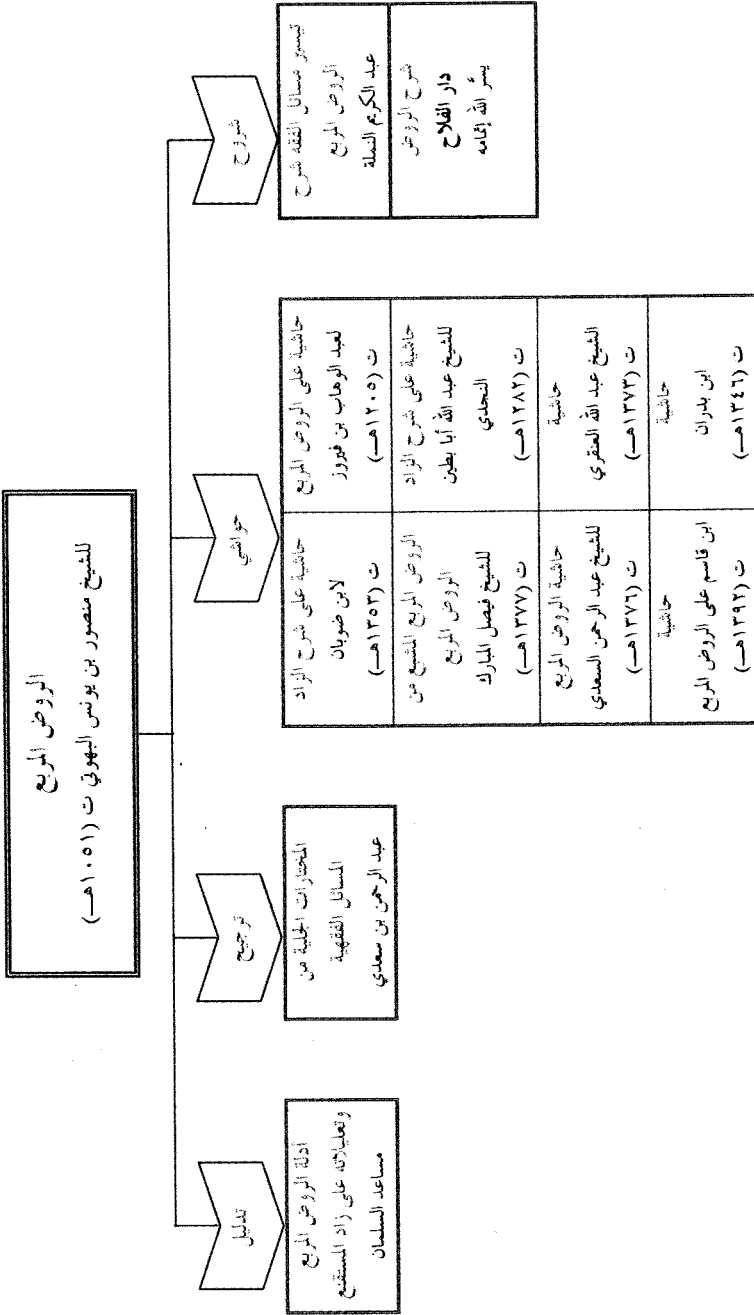 الروض المربع
للشيخ منصور بن يونس البهوتي ت (١٠٥١هـ)
شروح
تيسير مسائل الفقه شرح
الروض المربع
عبد الكريم النملة
شرح الروض
دار الفلاح
يسَّر الله إتمامه
حواشي
حاشية على الروض المربع
لعبد الوهاب بن فيروز
ت (١٢٠٥هـ)
حاشية على شرح الزاد
لابن ضويان
ت (١٣٥٣هـ)
حاشية على شرح الزاد
للشيخ عبد الله أبا بطين
النجدي
ت (١٢٨٢هـ)
الروض المربع المشبع من
الروض المربع
للشيخ فيصل المبارك
ت (١٣٧٧هـ)
حاشية
الشيخ عبد الله العنقري
ت (١٣٧٣هـ)
حاشية الروض المربع
للشيخ عبد الرحمن السعدي
ت (١٣٧٦هـ)
حاشية
ابن بدران
ت (١٣٤٦هـ)
حاشية
ابن قاسم على الروض المربع
ت (١٣٩٢هـ)
ترجيح
المختارات الجلية من
المسائل الفقهية
عبد الرحمن بن سعدي
تدليل
أدلة الروض المربع
وتعليلاته على زاد المستقنع
مساعد السلمان